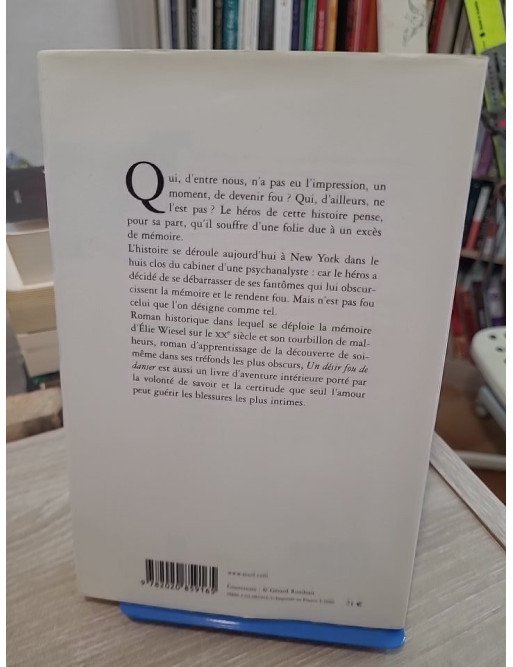 Qui, d'entre nous, n'a pas eu l'impression, un
moment, de devenir fou ? Qui, d'ailleurs, ne
l'est pas ? Le héros de cette histoire pense,
pour sa part, qu'il souffre d'une folie due à un excès
de mémoire.
L'histoire se déroule aujourd'hui à New York dans le
huis clos du cabinet d'une psychanalyste : car le héros a
décidé de se débarrasser de ses fantômes qui lui obscur-
cissent la mémoire et le rendent fou. Mais n'est pas fou
celui que l'on désigne comme tel.
Roman historique dans lequel se déploie la mémoire
d'Élie Wiesel sur le XXe siècle et son tourbillon de mal-
heurs, roman d'apprentissage de la découverte de soi-
même dans ses tréfonds les plus obscurs, Un désir fou de
danser est aussi un livre d'aventure intérieure porté par
la volonté de savoir et la certitude que seul l'amour
peut guérir les blessures les plus intimes.
www.seuil.com
Couverture : © Gérard Rondeau
21 €
9 782020 859165